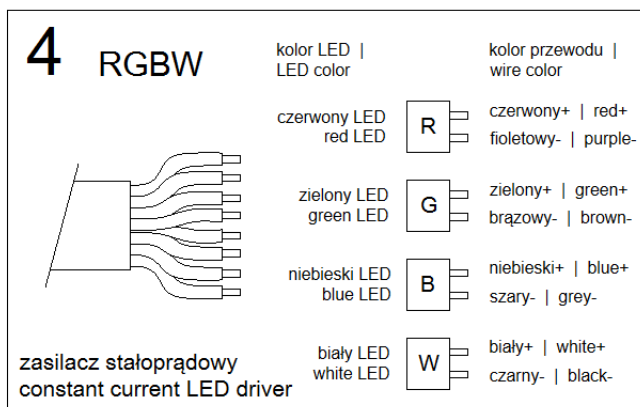 4 RGBW
kolor LED |
LED color
kolor przewodu |
wire color
czerwony LED
red LED
R
czerwony+ | red+
fioletowy- | purple-
zielony LED
green LED
G
zielony+ | green+
brązowy- | brown-
niebieski LED
blue LED
B
niebieski+ | blue+
szary- | grey-
biały LED
white LED
W
biały+ | white+
czarny- | black-
zasilacz stałoprądowy
constant current LED driver